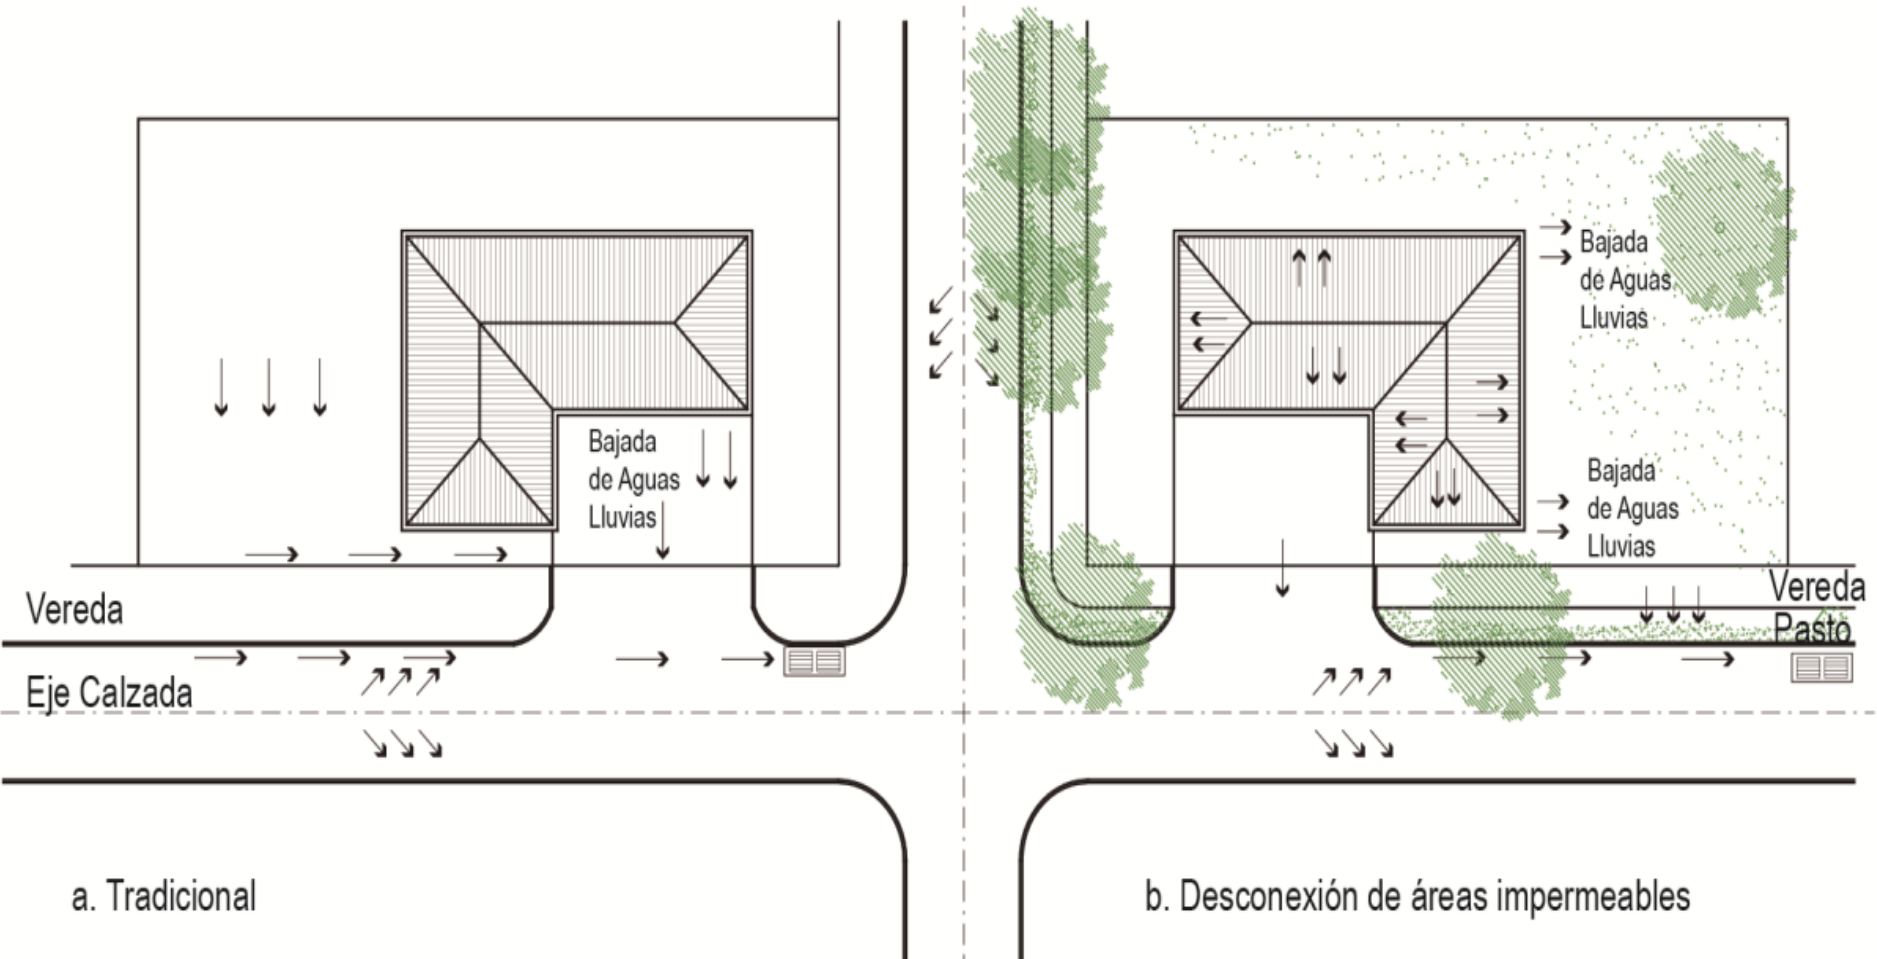 Bajada
de Aguas
Lluvias
Vereda
Eje Calzada
a. Tradicional
Bajada
de Aguas
Lluvias
Bajada
de Aguas
Lluvias
Vereda
Pasto
b. Desconexión de áreas impermeables